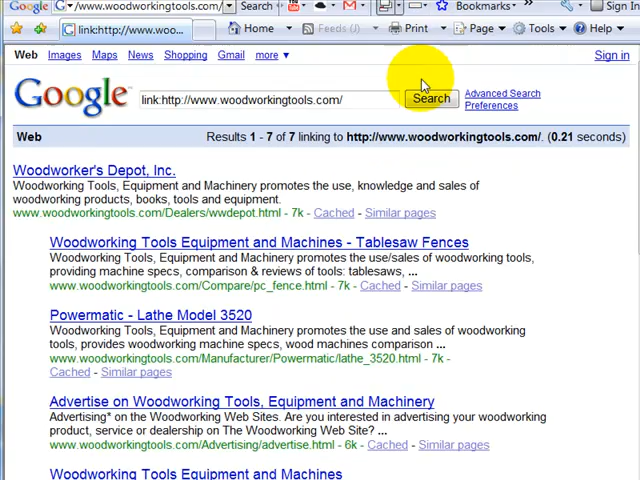 Google /www.woodworkingtools.com/ Search Bookmarks Sign In
link:http://www.woo... Home Feeds (J) Print Page Tools Help
Web Images Maps News Shopping Gmail more ▼ Sign in
Google link:http://www.woodworkingtools.com/ Search Advanced Search
Preferences
Web Results 1 - 7 of 7 linking to http://www.woodworkingtools.com/. (0.21 seconds)
Woodworker's Depot, Inc.
Woodworking Tools, Equipment and Machinery promotes the use, knowledge and sales of
woodworking products, books, tools and equipment.
www.woodworkingtools.com/Dealers/wwdepot.html - 7k - Cached - Similar pages
Woodworking Tools Equipment and Machines - Tablesaw Fences
Woodworking Tools, Equipment and Machinery promotes the use/sales of woodworking tools,
providing machine specs, comparison & reviews of tools: tablesaws, ...
www.woodworkingtools.com/Compare/pc_fence.html - 7k - Cached - Similar pages
Powermatic - Lathe Model 3520
Woodworking Tools, Equipment and Machinery promotes the use and sales of woodworking
tools, provides woodworking machine specs, wood machines comparison ...
www.woodworkingtools.com/Manufacturer/Powermatic/lathe_3520.html - 7k -
Cached - Similar pages
Advertise on Woodworking Tools, Equipment and Machinery
Advertising* on the Woodworking Web Sites. Are you interested in advertising your woodworking
product, service or dealership on The Woodworking Web Site? ...
www.woodworkingtools.com/Advertising/advertise.html - 6k - Cached - Similar pages
Woodworking Tools, Equipment and Machines